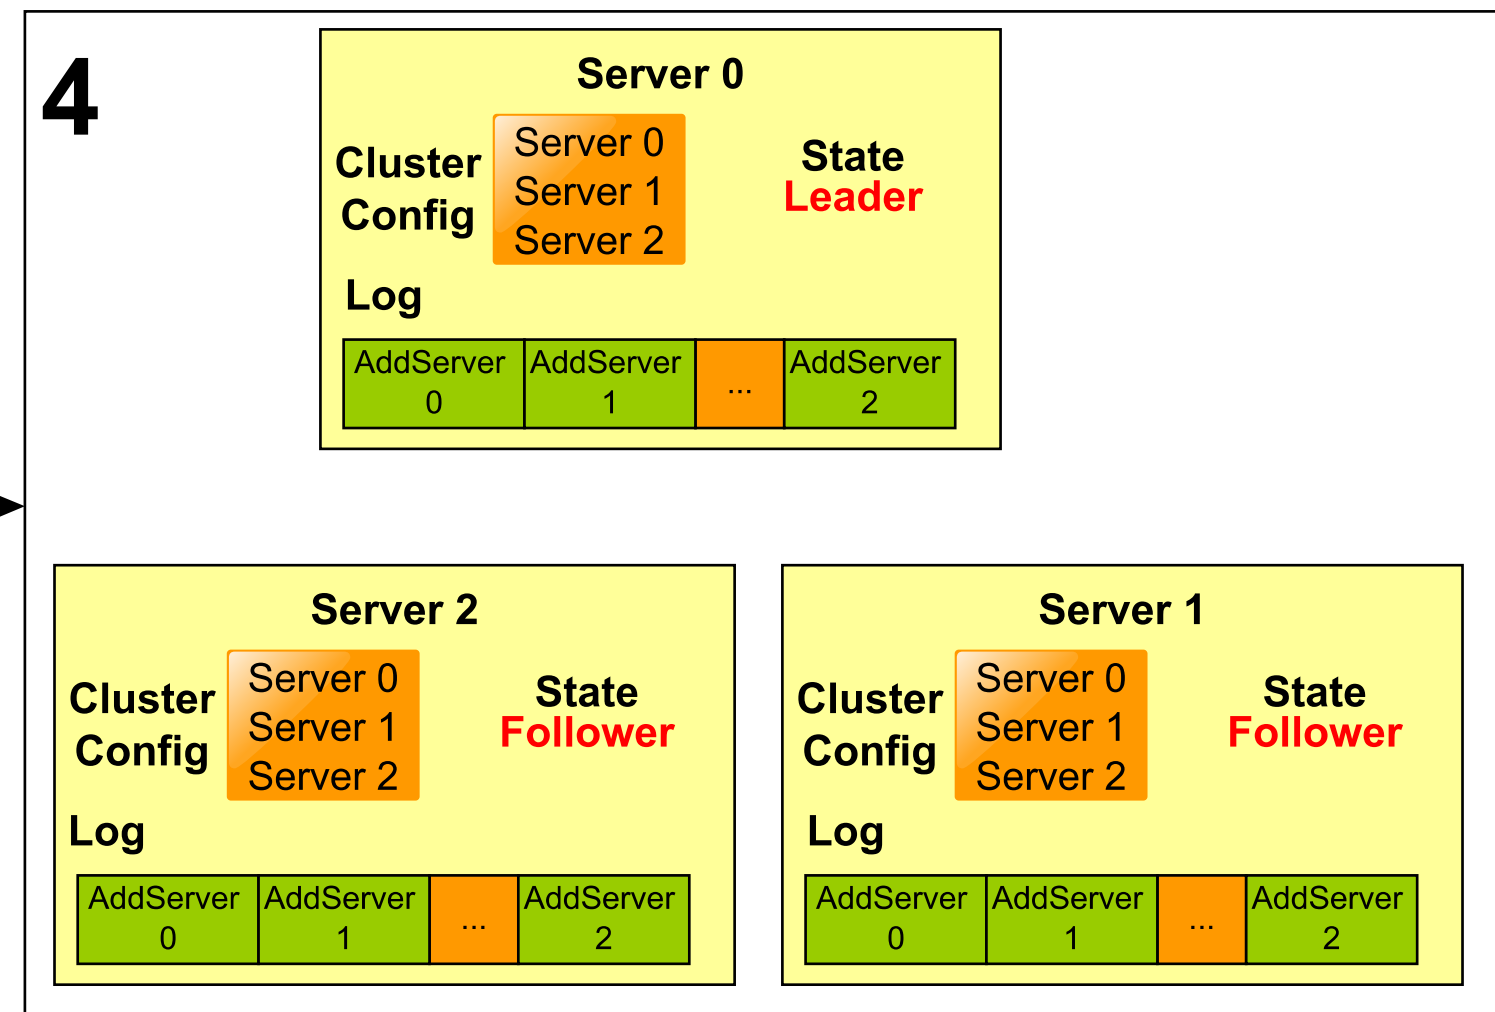 4
Server 0
Cluster
Config
Server 0
Server 1
Server 2
State
Leader
Log
AddServer
0
AddServer
1
...
AddServer
2
Server 2
Cluster
Config
Server 0
Server 1
Server 2
State
Follower
Log
AddServer
0
AddServer
1
...
AddServer
2
Server 1
Cluster
Config
Server 0
Server 1
Server 2
State
Follower
Log
AddServer
0
AddServer
1
...
AddServer
2